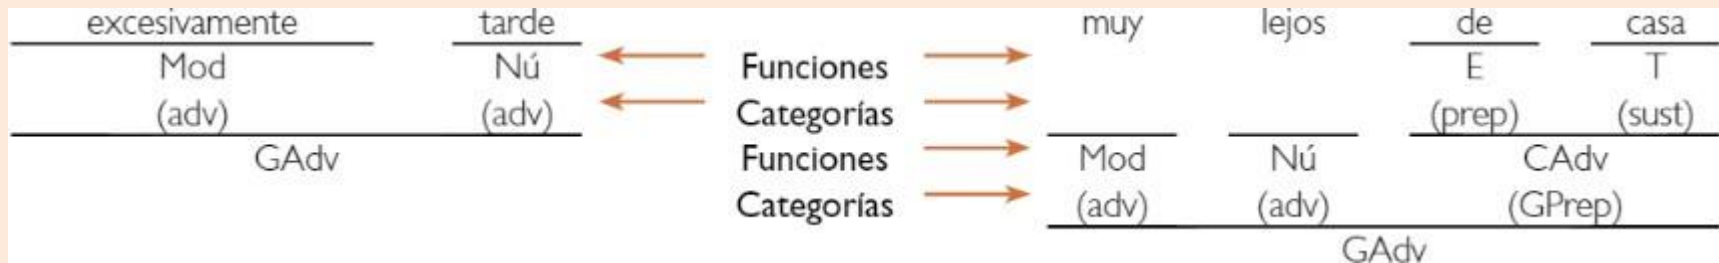 excesivamente tarde muy lejos de casa
Mod Nú Funciones E T
(adv) (adv) Categorías (prep) (sust)
GAdv Funciones Mod Nú CAdv
Categorías (adv) (adv) (GPrep)
GAdv